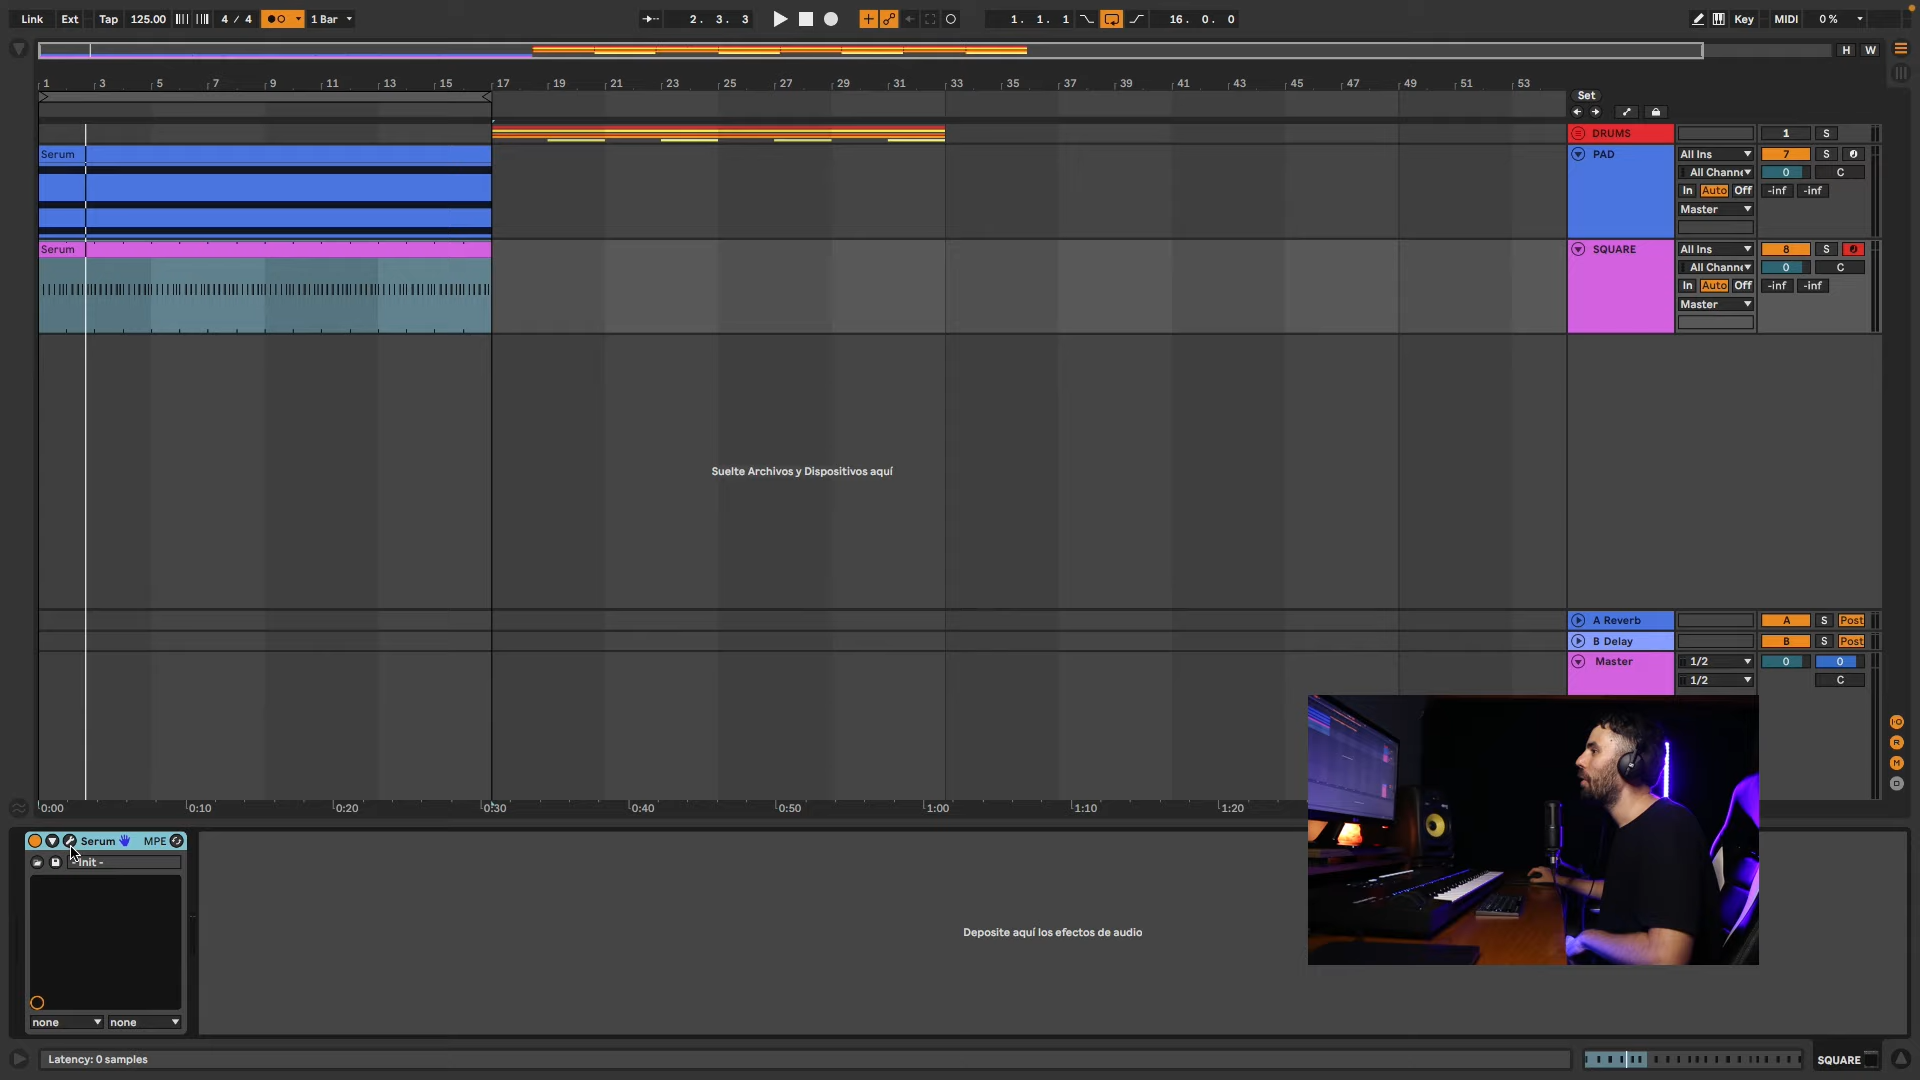 Link Ext Tap 125.00 4 / 4 1 Bar 2. 3. 3 1. 1. 1 16. 0. 0 Key MIDI 0 %
H W
1 3 5 7 9 11 13 15 17 19 21 23 25 27 29 31 33 35 37 39 41 43 45 47 49 51 53
Set
DRUMS 1 S
Serum PAD All Ins 7 S
All Channe 0 C
In Auto Off -inf -inf
Master
Serum SQUARE All Ins 8 S
All Channe 0 C
In Auto Off -inf -inf
Master
Suelte Archivos y Dispositivos aquí
A Reverb A S Post
B Delay B S Post
Master 1/2 0 0
1/2 C
I·O
R
M
D
0:00 0:10 0:20 0:30 0:40 0:50 1:00 1:10 1:20
Serum MPE
- Init -
Deposite aquí los efectos de audio
none none
Latency: 0 samples SQUARE